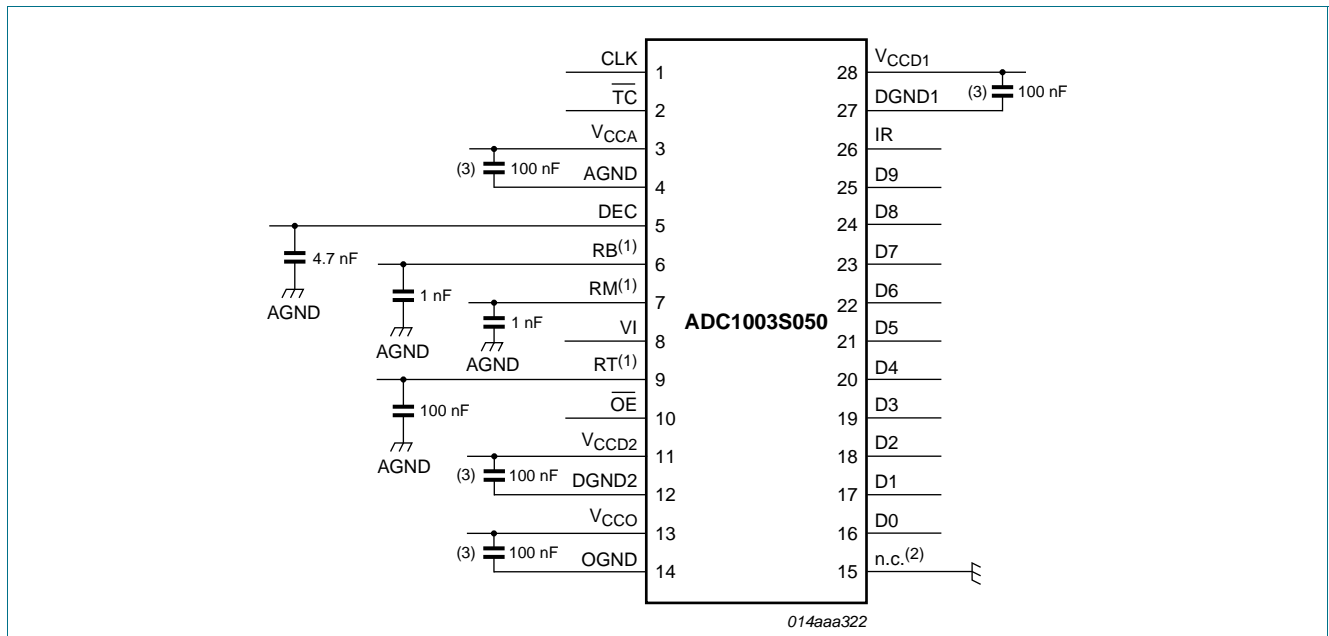 CLK 1
TC 2
VCCA 3
(3) 100 nF
AGND 4
DEC 5
4.7 nF
AGND
RB(1) 6
1 nF
AGND
RM(1) 7
1 nF
AGND
VI 8
RT(1) 9
100 nF
AGND
OE 10
VCCD2 11
(3) 100 nF
DGND2 12
VCCO 13
(3) 100 nF
OGND 14
ADC1003S050
28 VCCD1
(3) 100 nF
27 DGND1
26 IR
25 D9
24 D8
23 D7
22 D6
21 D5
20 D4
19 D3
18 D2
17 D1
16 D0
15 n.c.(2)
014aaa322